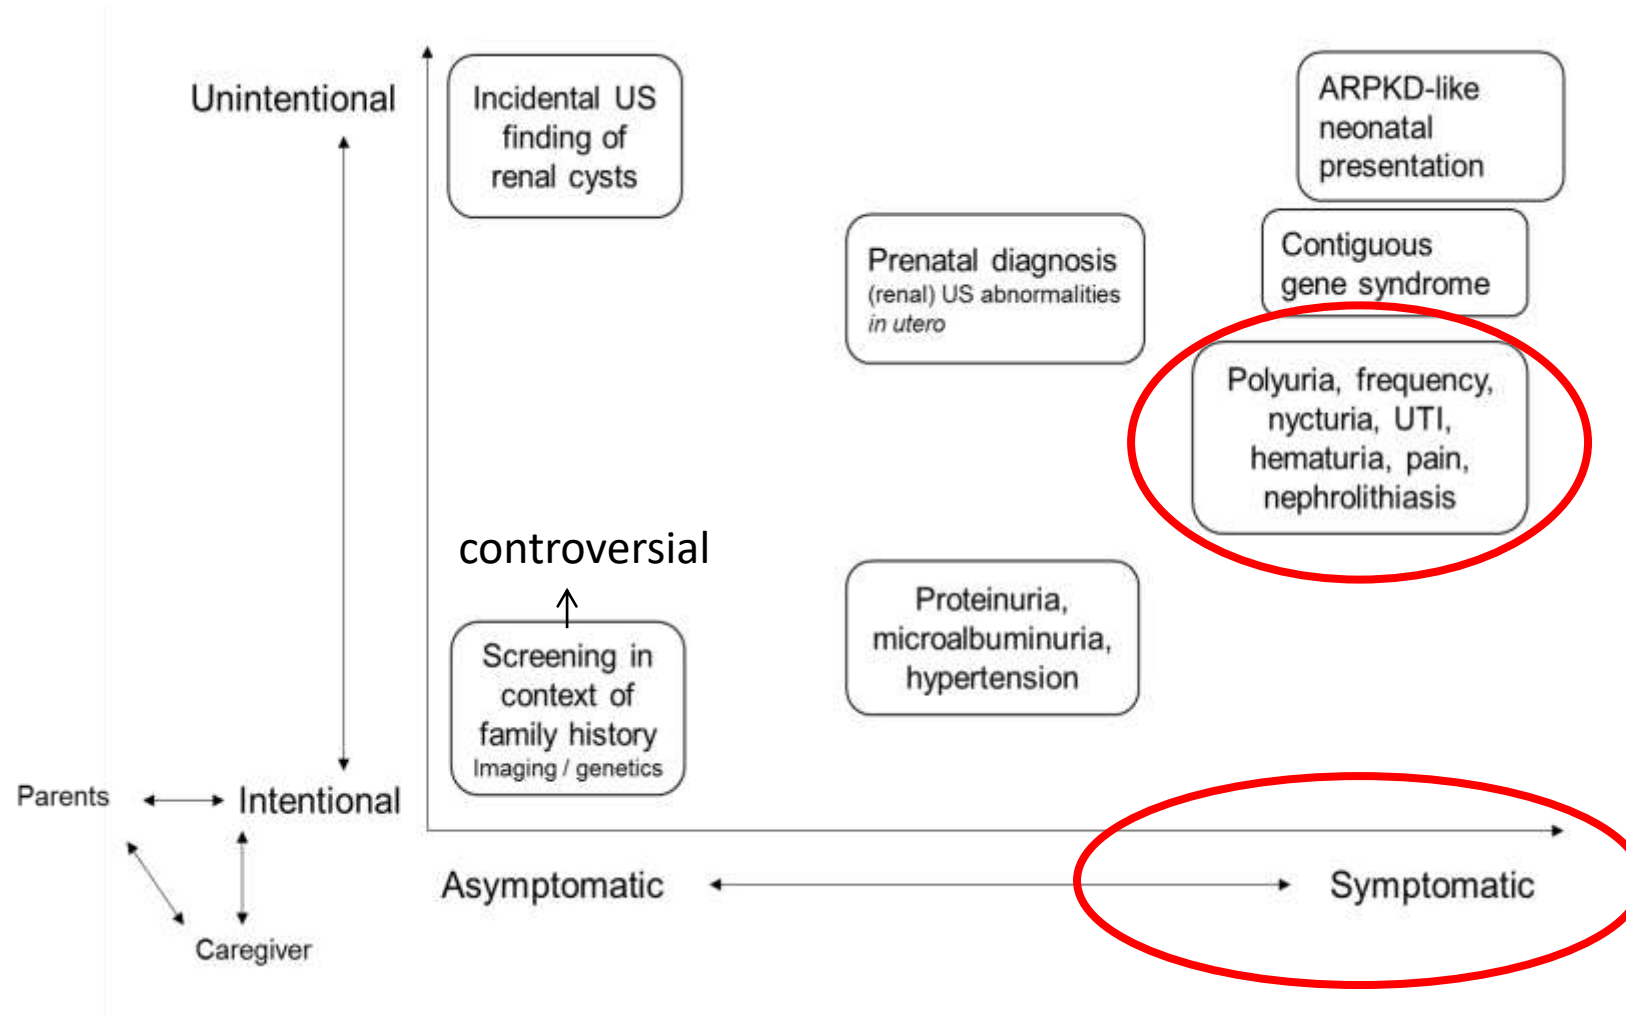 Unintentional
Incidental US
finding of
renal cysts
ARPKD-like
neonatal
presentation
Prenatal diagnosis
(renal) US abnormalities
in utero
Contiguous
gene syndrome
Polyuria, frequency,
nycturia, UTI,
hematuria, pain,
nephrolithiasis
controversial
Screening in
context of
family history
Imaging / genetics
Proteinuria,
microalbuminuria,
hypertension
Parents
Intentional
Caregiver
Asymptomatic
Symptomatic